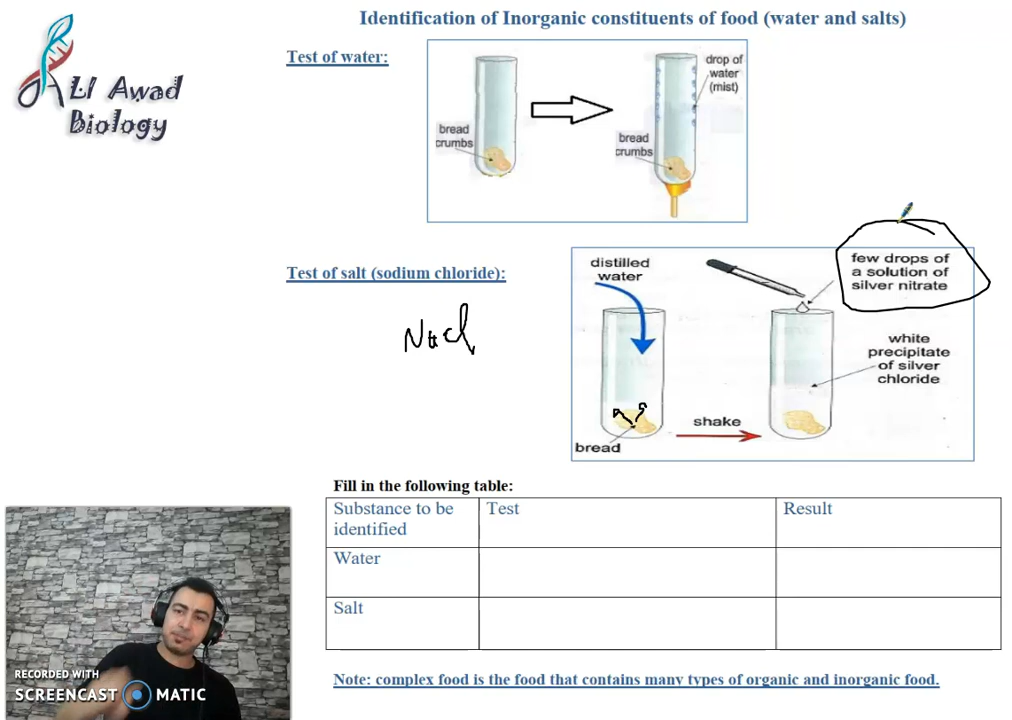 ALI Awad
Biology
Identification of Inorganic constituents of food (water and salts)
Test of water:
bread
crumbs
bread
crumbs
drop of
water
(mist)
Test of salt (sodium chloride):
NaCl
distilled
water
few drops of
a solution of
silver nitrate
white
precipitate
of silver
chloride
shake
bread
Fill in the following table:
Substance to be identified Test Result
Water
Salt
Note: complex food is the food that contains many types of organic and inorganic food.
RECORDED WITH
SCREENCAST MATIC